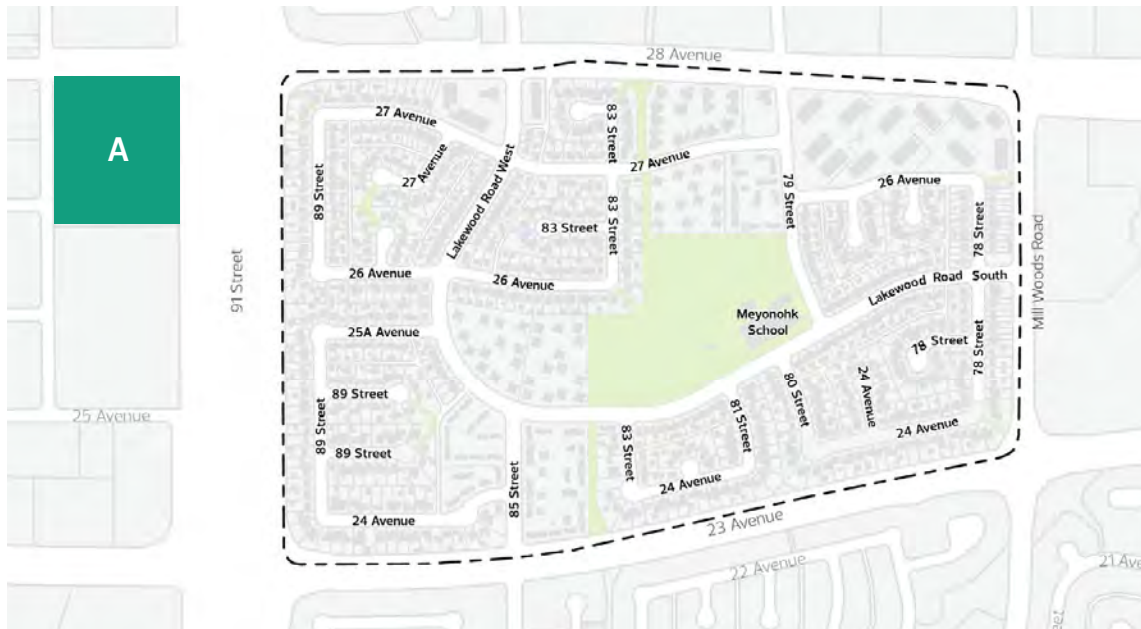 28 Avenue
A
27 Avenue
83 Street
27 Avenue
27 Avenue
Lakewood Road West
89 Street
79 Street
26 Avenue
83 Street
83 Street
78 Street
91 Street
26 Avenue
26 Avenue
Lakewood Road South
Mill Woods Road
Meyonohk
School
25A Avenue
78 Street
78 Street
89 Street
80 Street
24 Avenue
25 Avenue
89 Street
81 Street
24 Avenue
89 Street
83 Street
85 Street
24 Avenue
24 Avenue
23 Avenue
22 Avenue
21 Ave